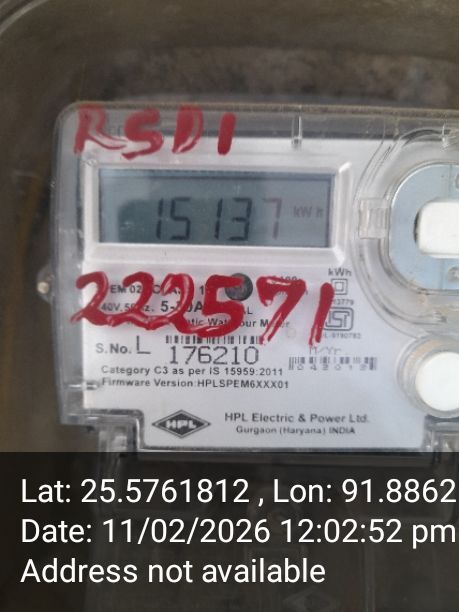 RSD1
15137 kWh
222571
kWh
S.No. L 176210
Category C3 as per IS 15959:2011
Firmware Version: HPLSPEM6XXX01
HPL
HPL Electric & Power Ltd.
Gurgaon (Haryana) INDIA
Lat: 25.5761812 , Lon: 91.8862
Date: 11/02/2026 12:02:52 pm
Address not available